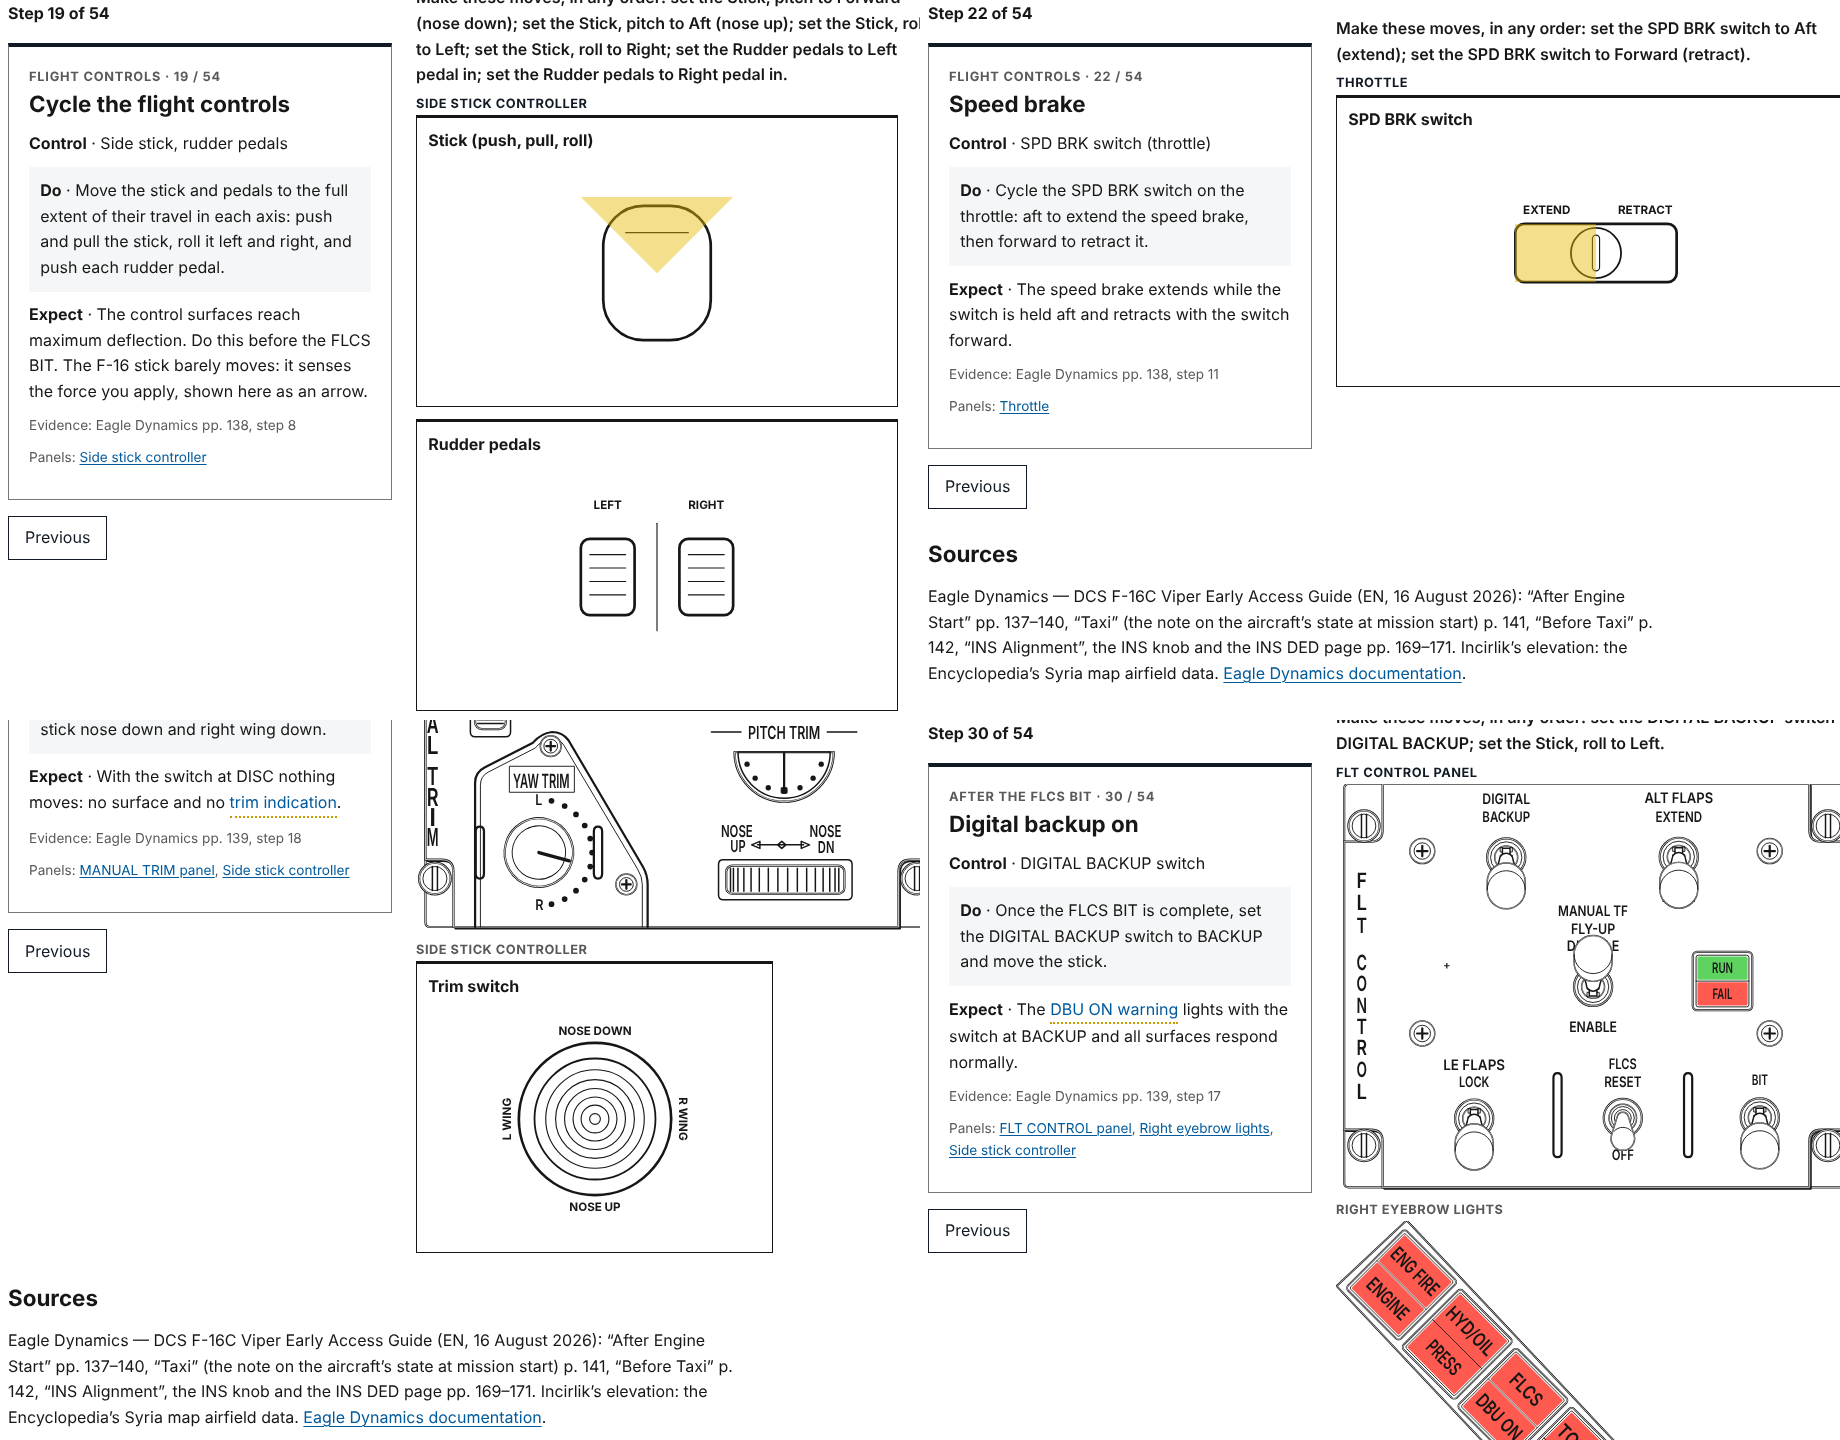 Step 19 of 54
FLIGHT CONTROLS · 19 / 54
Cycle the flight controls
Control · Side stick, rudder pedals
Do · Move the stick and pedals to the full
extent of their travel in each axis: push
and pull the stick, roll it left and right, and
push each rudder pedal.
Expect · The control surfaces reach
maximum deflection. Do this before the FLCS
BIT. The F-16 stick barely moves: it senses
the force you apply, shown here as an arrow.
Evidence: Eagle Dynamics pp. 138, step 8
Panels: Side stick controller
Previous
Make these moves, in any order: set the Stick, pitch to Forward
(nose down); set the Stick, pitch to Aft (nose up); set the Stick, rol
to Left; set the Stick, roll to Right; set the Rudder pedals to Left
pedal in; set the Rudder pedals to Right pedal in.
SIDE STICK CONTROLLER
Stick (push, pull, roll)
Rudder pedals
LEFT RIGHT
Step 22 of 54
FLIGHT CONTROLS · 22 / 54
Speed brake
Control · SPD BRK switch (throttle)
Do · Cycle the SPD BRK switch on the
throttle: aft to extend the speed brake,
then forward to retract it.
Expect · The speed brake extends while the
switch is held aft and retracts with the switch
forward.
Evidence: Eagle Dynamics pp. 138, step 11
Panels: Throttle
Previous
Make these moves, in any order: set the SPD BRK switch to Aft
(extend); set the SPD BRK switch to Forward (retract).
THROTTLE
SPD BRK switch
EXTEND RETRACT
Sources
Eagle Dynamics — DCS F-16C Viper Early Access Guide (EN, 16 August 2026): “After Engine
Start” pp. 137–140, “Taxi” (the note on the aircraft’s state at mission start) p. 141, “Before Taxi” p.
142, “INS Alignment”, the INS knob and the INS DED page pp. 169–171. Incirlik’s elevation: the
Encyclopedia’s Syria map airfield data. Eagle Dynamics documentation.
stick nose down and right wing down.
Expect · With the switch at DISC nothing
moves: no surface and no trim indication.
Evidence: Eagle Dynamics pp. 139, step 18
Panels: MANUAL TRIM panel, Side stick controller
Previous
AL TRIM
YAW TRIM
L
R
PITCH TRIM
NOSE UP
NOSE DN
SIDE STICK CONTROLLER
Trim switch
NOSE DOWN
L WING
R WING
NOSE UP
Sources
Eagle Dynamics — DCS F-16C Viper Early Access Guide (EN, 16 August 2026): “After Engine
Start” pp. 137–140, “Taxi” (the note on the aircraft’s state at mission start) p. 141, “Before Taxi” p.
142, “INS Alignment”, the INS knob and the INS DED page pp. 169–171. Incirlik’s elevation: the
Encyclopedia’s Syria map airfield data. Eagle Dynamics documentation.
Step 30 of 54
AFTER THE FLCS BIT · 30 / 54
Digital backup on
Control · DIGITAL BACKUP switch
Do · Once the FLCS BIT is complete, set
the DIGITAL BACKUP switch to BACKUP
and move the stick.
Expect · The DBU ON warning lights with the
switch at BACKUP and all surfaces respond
normally.
Evidence: Eagle Dynamics pp. 139, step 17
Panels: FLT CONTROL panel, Right eyebrow lights,
Side stick controller
Previous
Make these moves, in any order: set the DIGITAL BACKUP switch
DIGITAL BACKUP; set the Stick, roll to Left.
FLT CONTROL PANEL
DIGITAL
BACKUP
ALT FLAPS
EXTEND
FLT CONTROL
MANUAL TF
FLY-UP
ENABLE
RUN
FAIL
LE FLAPS
LOCK
FLCS
RESET
OFF
BIT
RIGHT EYEBROW LIGHTS
ENG FIRE
ENGINE
HYD/OIL
PRESS
FLCS
DBU ON